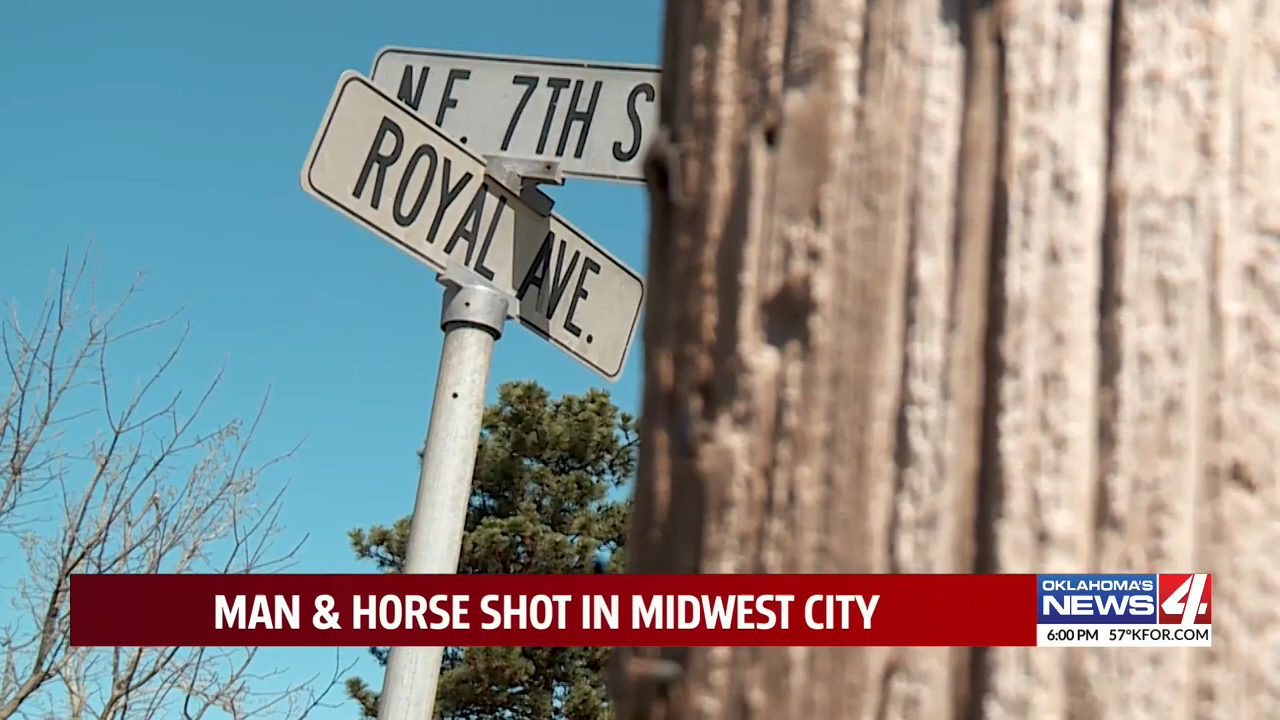 N.E. 7TH S
ROYAL AVE.
MAN & HORSE SHOT IN MIDWEST CITY
OKLAHOMA'S
NEWS 4
6:00 PM 57° KFOR.COM